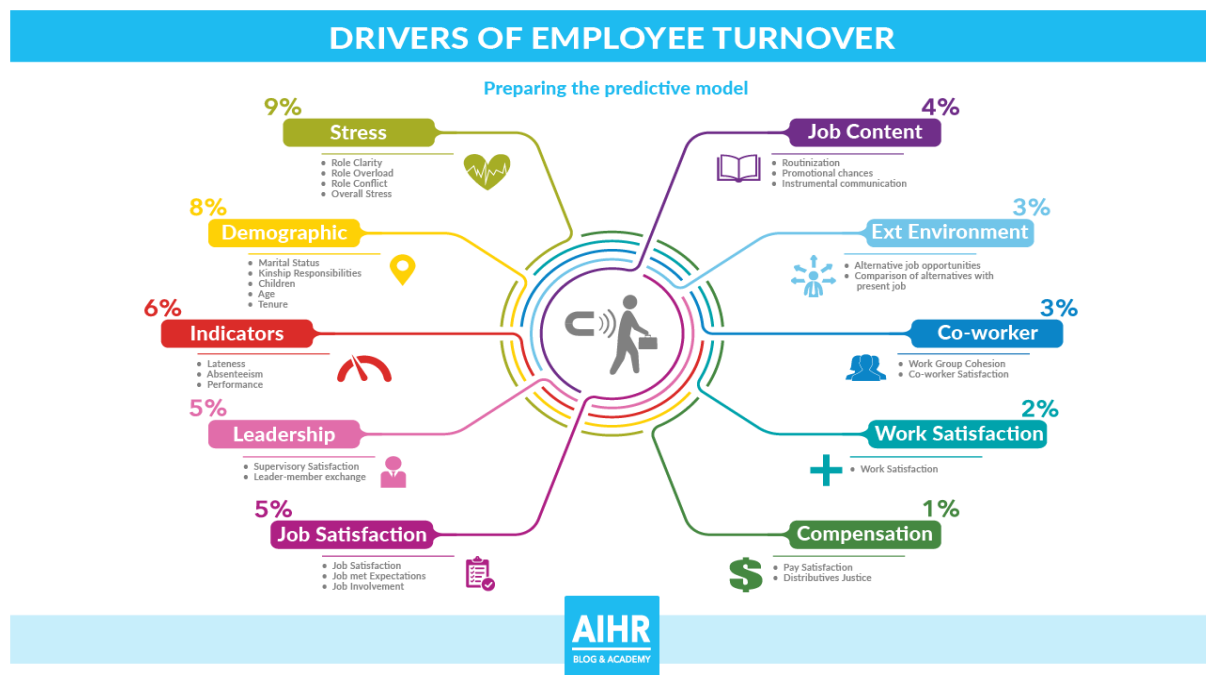 DRIVERS OF EMPLOYEE TURNOVER
Preparing the predictive model
9%
Stress
• Role Clarity
• Role Overload
• Role Conflict
• Overall Stress
8%
Demographic
• Marital Status
• Kinship Responsibilities
• Children
• Age
• Tenure
6%
Indicators
• Lateness
• Absenteeism
• Performance
5%
Leadership
• Supervisory Satisfaction
• Leader-member exchange
5%
Job Satisfaction
• Job Satisfaction
• Job met Expectations
• Job Involvement
4%
Job Content
• Routinization
• Promotional chances
• Instrumental communication
3%
Ext Environment
• Alternative job opportunities
• Comparison of alternatives with
present job
3%
Co-worker
• Work Group Cohesion
• Co-worker Satisfaction
2%
Work Satisfaction
• Work Satisfaction
1%
Compensation
• Pay Satisfaction
• Distributives Justice
AIHR
BLOG & ACADEMY